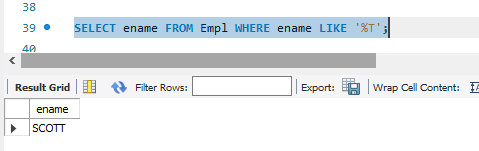 38
39 SELECT ename FROM Empl WHERE ename LIKE '%T';
40
Result Grid Filter Rows: Export: Wrap Cell Content:
ename
SCOTT